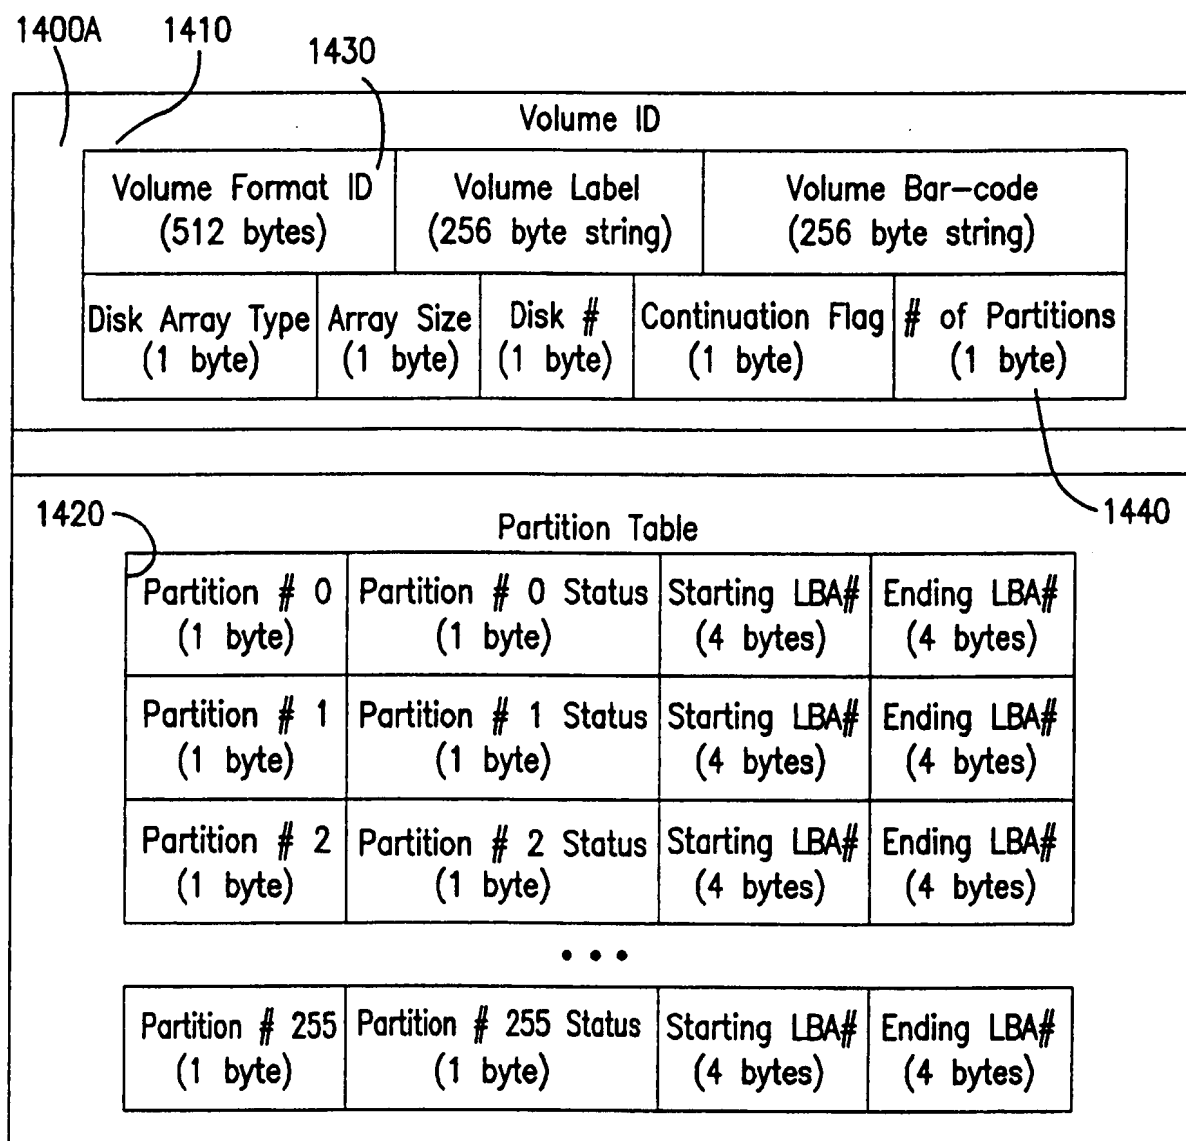 1400A
1410
1430
Volume ID
Volume Format ID
(512 bytes)
Volume Label
(256 byte string)
Volume Bar-code
(256 byte string)
Disk Array Type
(1 byte)
Array Size
(1 byte)
Disk #
(1 byte)
Continuation Flag
(1 byte)
# of Partitions
(1 byte)
1440
1420
Partition Table
Partition # 0
(1 byte)
Partition # 0 Status
(1 byte)
Starting LBA#
(4 bytes)
Ending LBA#
(4 bytes)
Partition # 1
(1 byte)
Partition # 1 Status
(1 byte)
Starting LBA#
(4 bytes)
Ending LBA#
(4 bytes)
Partition # 2
(1 byte)
Partition # 2 Status
(1 byte)
Starting LBA#
(4 bytes)
Ending LBA#
(4 bytes)
• • •
Partition # 255
(1 byte)
Partition # 255 Status
(1 byte)
Starting LBA#
(4 bytes)
Ending LBA#
(4 bytes)